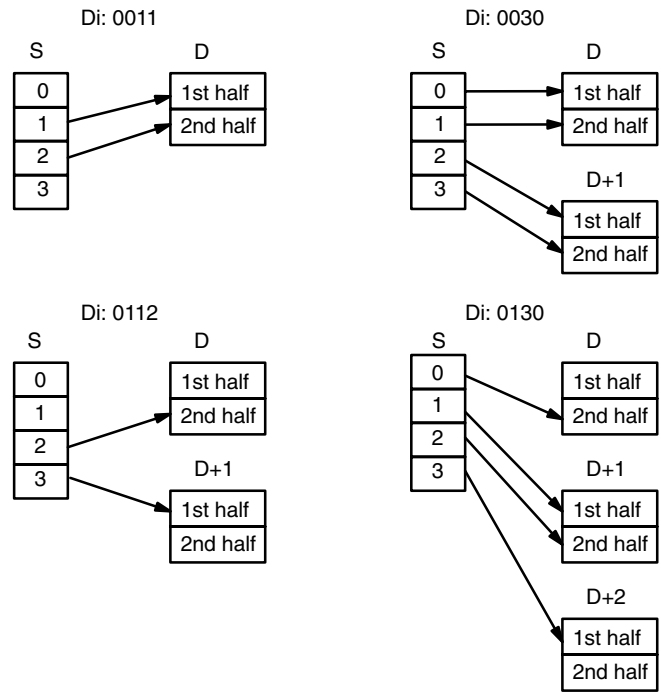 Di: 0011
S D
0
1
2
3
1st half
2nd half
Di: 0030
S D
0
1
2
3
1st half
2nd half
D+1
1st half
2nd half
Di: 0112
S D
0
1
2
3
1st half
2nd half
D+1
1st half
2nd half
Di: 0130
S D
0
1
2
3
1st half
2nd half
D+1
1st half
2nd half
D+2
1st half
2nd half